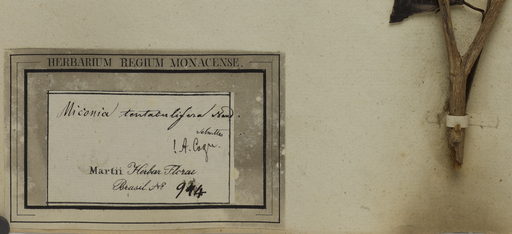 HERBARIUM REGIUM MONACENSE.
Miconia tentaculifera Naud.
! A. Cogn.
Martii Herbar. Florae
Brasil. No 944